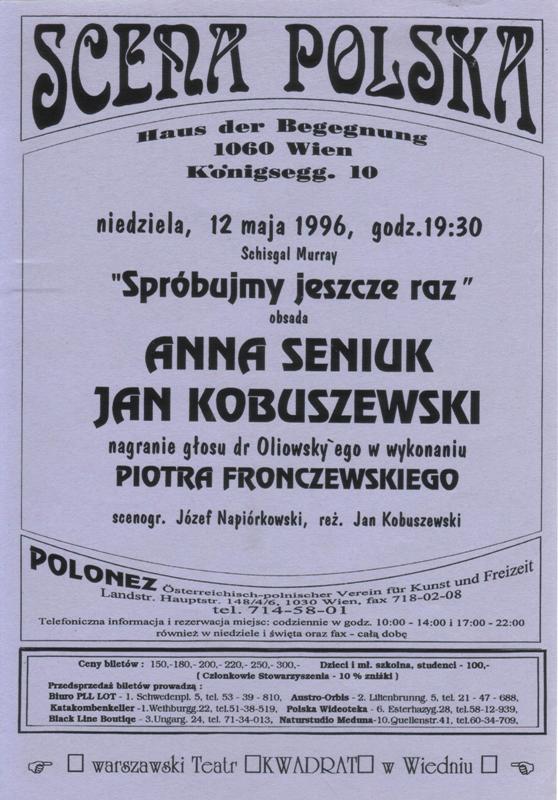 SCENA POLSKA
Haus der Begegnung
1060 Wien
Königsegg. 10
niedziela, 12 maja 1996, godz.19:30
Schisgal Murray
"Spróbujmy jeszcze raz"
obsada
ANNA SENIUK
JAN KOBUSZEWSKI
nagranie głosu dr Oliowsky`ego w wykonaniu
PIOTRA FRONCZEWSKIEGO
scenogr. Józef Napiórkowski, reż. Jan Kobuszewski
POLONEZ Österreichisch-polnischer Verein für Kunst und Freizeit
Landstr. Hauptstr. 148/4/6, 1030 Wien, fax 718-02-08
tel. 714-58-01
Telefoniczna informacja i rezerwacja miejsc: codziennie w godz. 10:00 - 14:00 i 17:00 - 22:00
również w niedziele i święta oraz fax - całą dobę
Ceny biletów : 150,-180,- 200,- 220,- 250,- 300,- Dzieci i mł. szkolna, studenci - 100,-
( Członkowie Stowarzyszenia - 10 % zniżki )
Przedsprzedaż biletów prowadzą :
Biuro PLL LOT - 1. Schwedenpl. 5, tel. 53 - 39 - 810, Austro-Orbis - 2. Lilienbrunng. 5, tel. 21 - 47 - 688,
Katakombenkeller -1.Weihburgg.22, tel.51-38-519, Polska Wideoteka - 6. Esterhazyg.28, tel.58-12-939,
Black Line Boutiqe - 3.Ungarg. 24, tel. 71-34-013, Naturstudio Meduna-10.Quellenstr.41, tel.60-34-709,
warszawski Teatr KWADRAT w Wiedniu